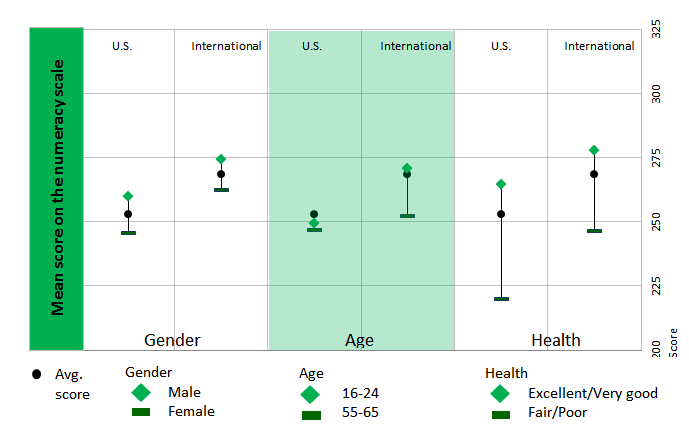 Mean score on the numeracy scale
U.S.
International
U.S.
International
U.S.
International
325
300
275
250
225
200
Score
Gender
Age
Health
Avg.
score
Gender
Male
Female
Age
16-24
55-65
Health
Excellent/Very good
Fair/Poor